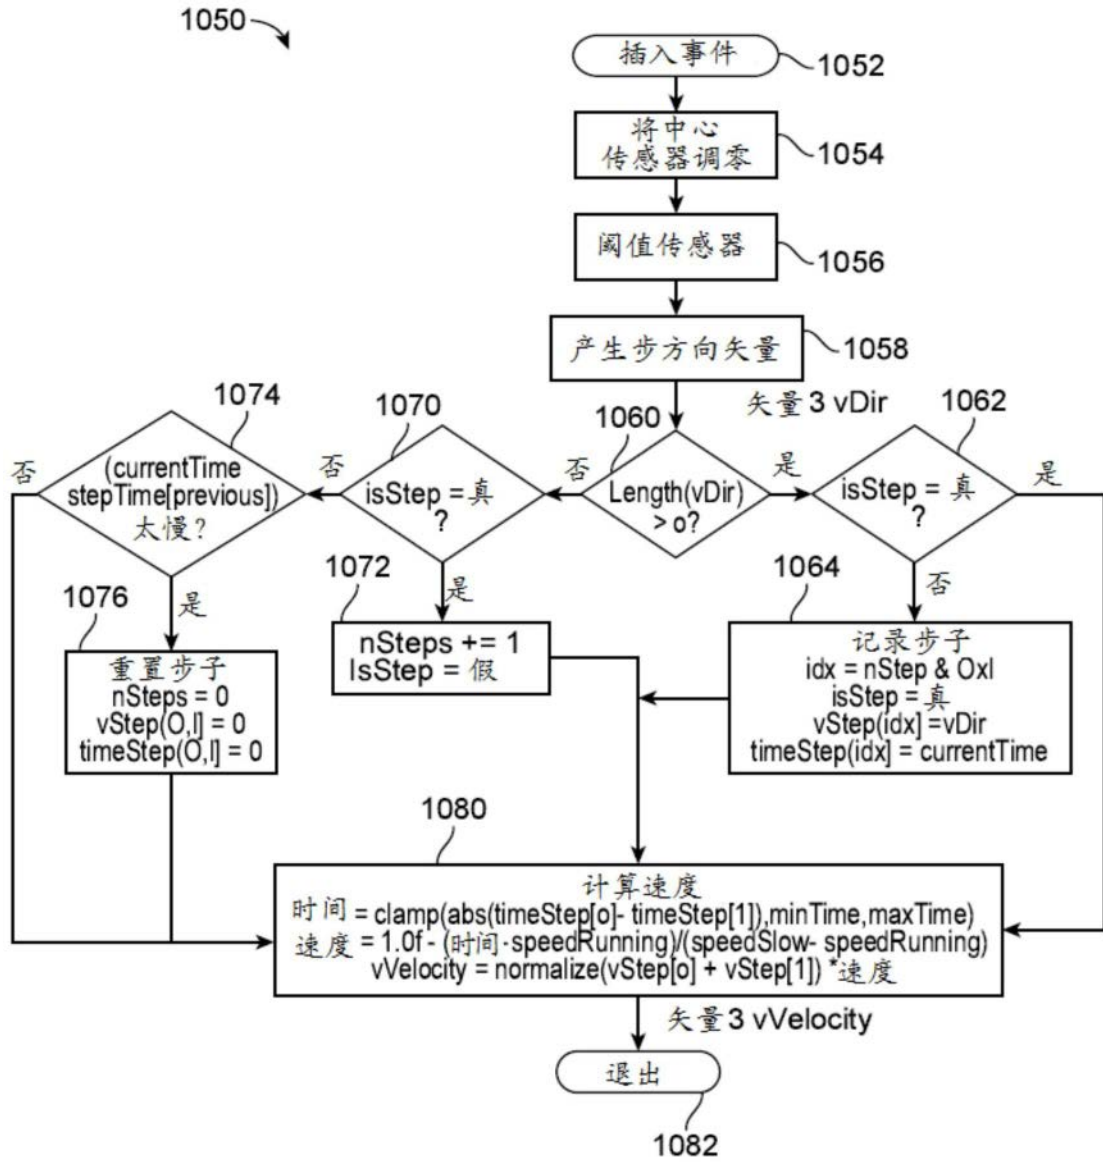 1050
插入事件
1052
将中心
传感器调零
1054
阈值传感器
1056
产生步方向矢量
1058
矢量3 vDir
1074
1070
1060
1062
否
(currentTime
stepTime[previous])
太慢?
否
isStep = 真
?
否
Length(vDir)
> o?
是
isStep = 真
?
是
1076
是
1072
是
1064
否
重置步子
nSteps = 0
vStep(O,I] = 0
timeStep(O,I] = 0
nSteps += 1
IsStep = 假
记录步子
idx = nStep & OxI
isStep = 真
vStep(idx] =vDir
timeStep(idx] = currentTime
1080
计算速度
时间 = clamp(abs(timeStep[o]- timeStep[1]),minTime,maxTime)
速度 = 1.0f - (时间-speedRunning)/(speedSlow- speedRunning)
vVelocity = normalize(vStep[o] + vStep[1]) *速度
矢量3 vVelocity
退出
1082